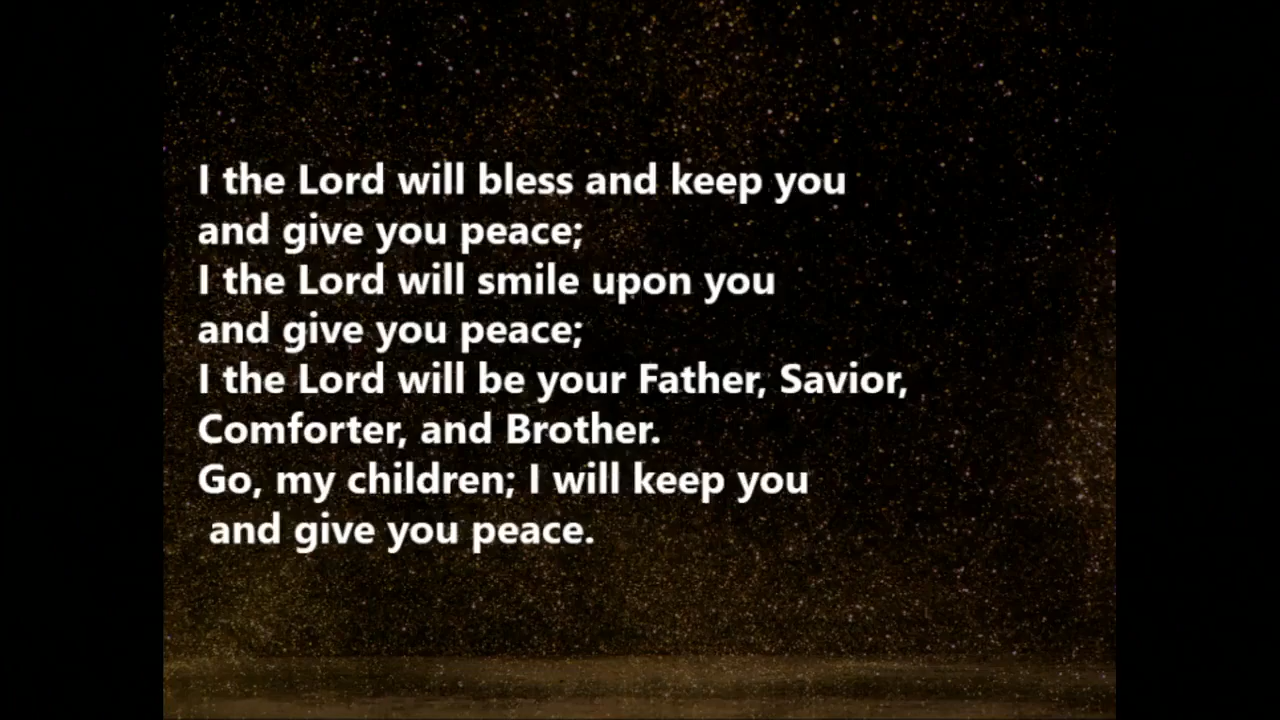 I the Lord will bless and keep you
and give you peace;
I the Lord will smile upon you
and give you peace;
I the Lord will be your Father, Savior,
Comforter, and Brother.
Go, my children; I will keep you
and give you peace.